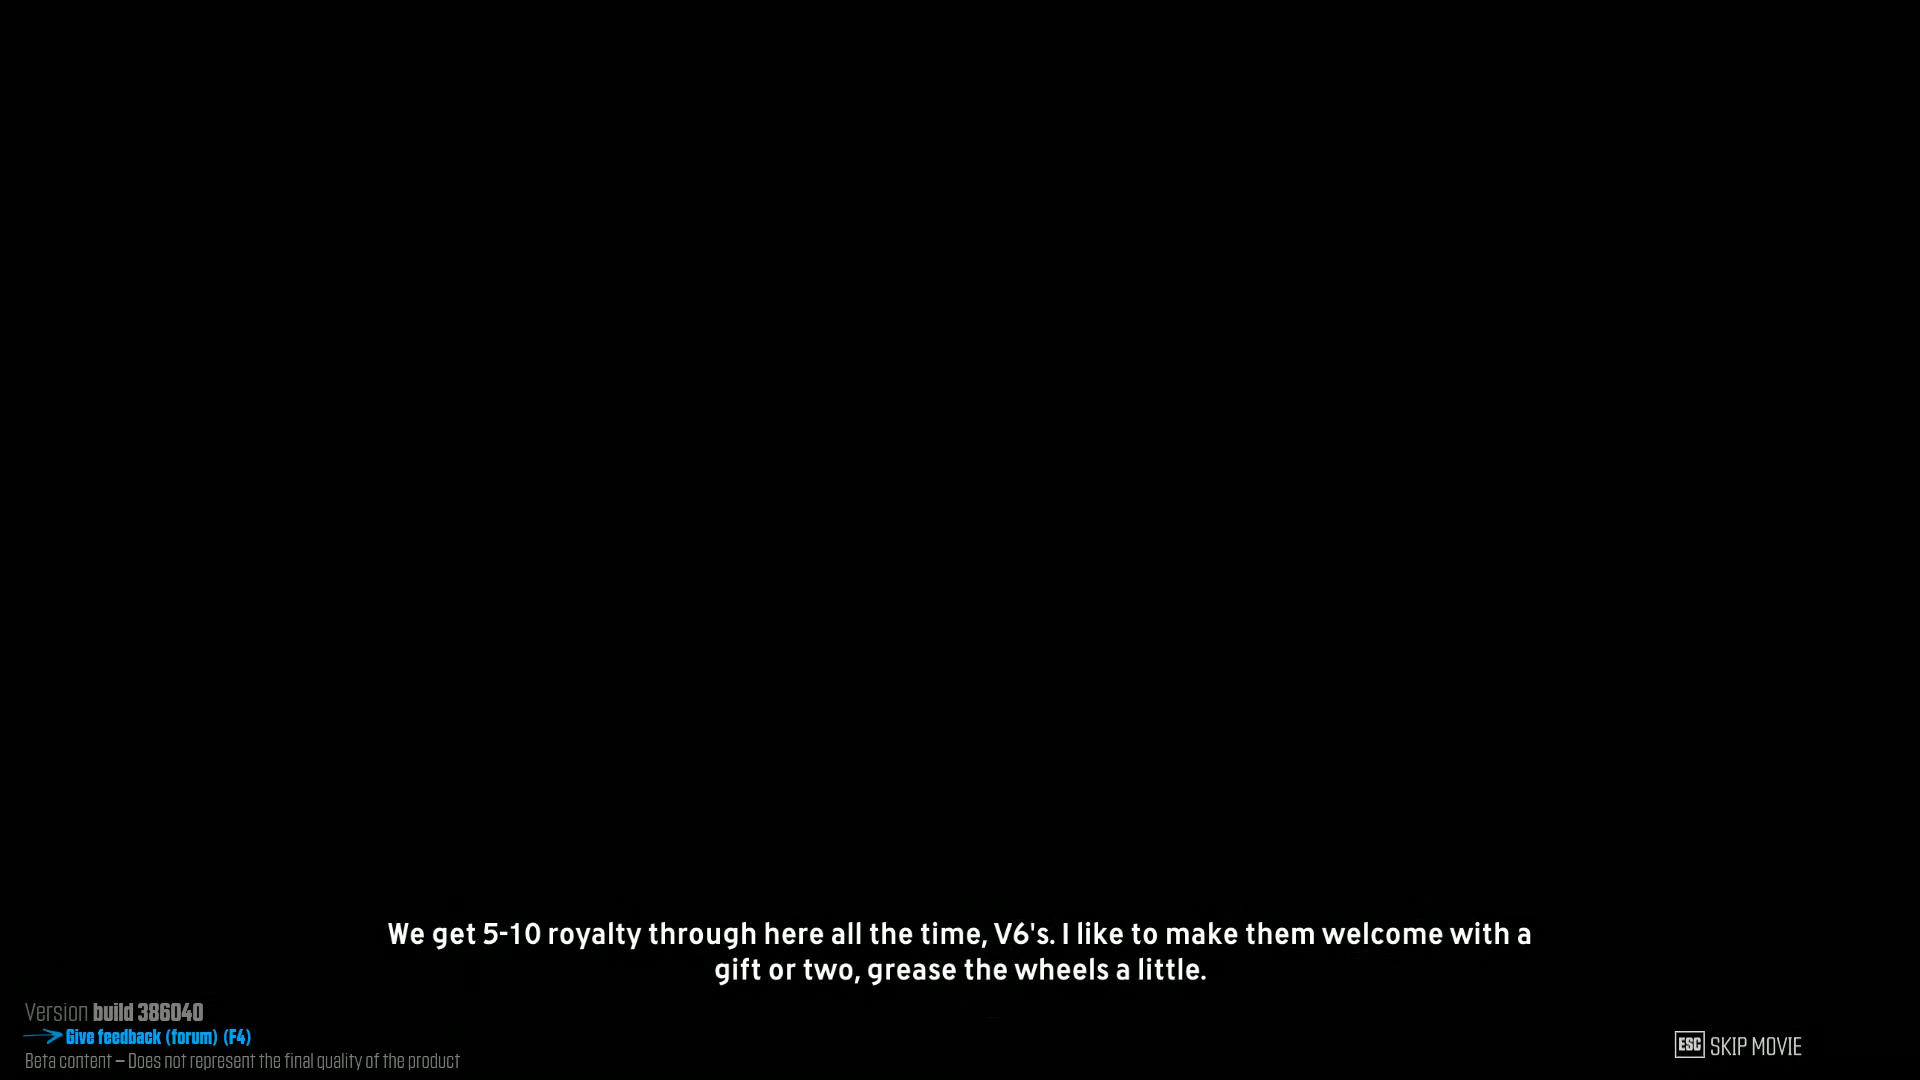 We get 5-10 royalty through here all the time, V6's. I like to make them welcome with a
gift or two, grease the wheels a little.
Version build 386040
Give feedback (forum) (F4)
Beta content – Does not represent the final quality of the product
ESC SKIP MOVIE